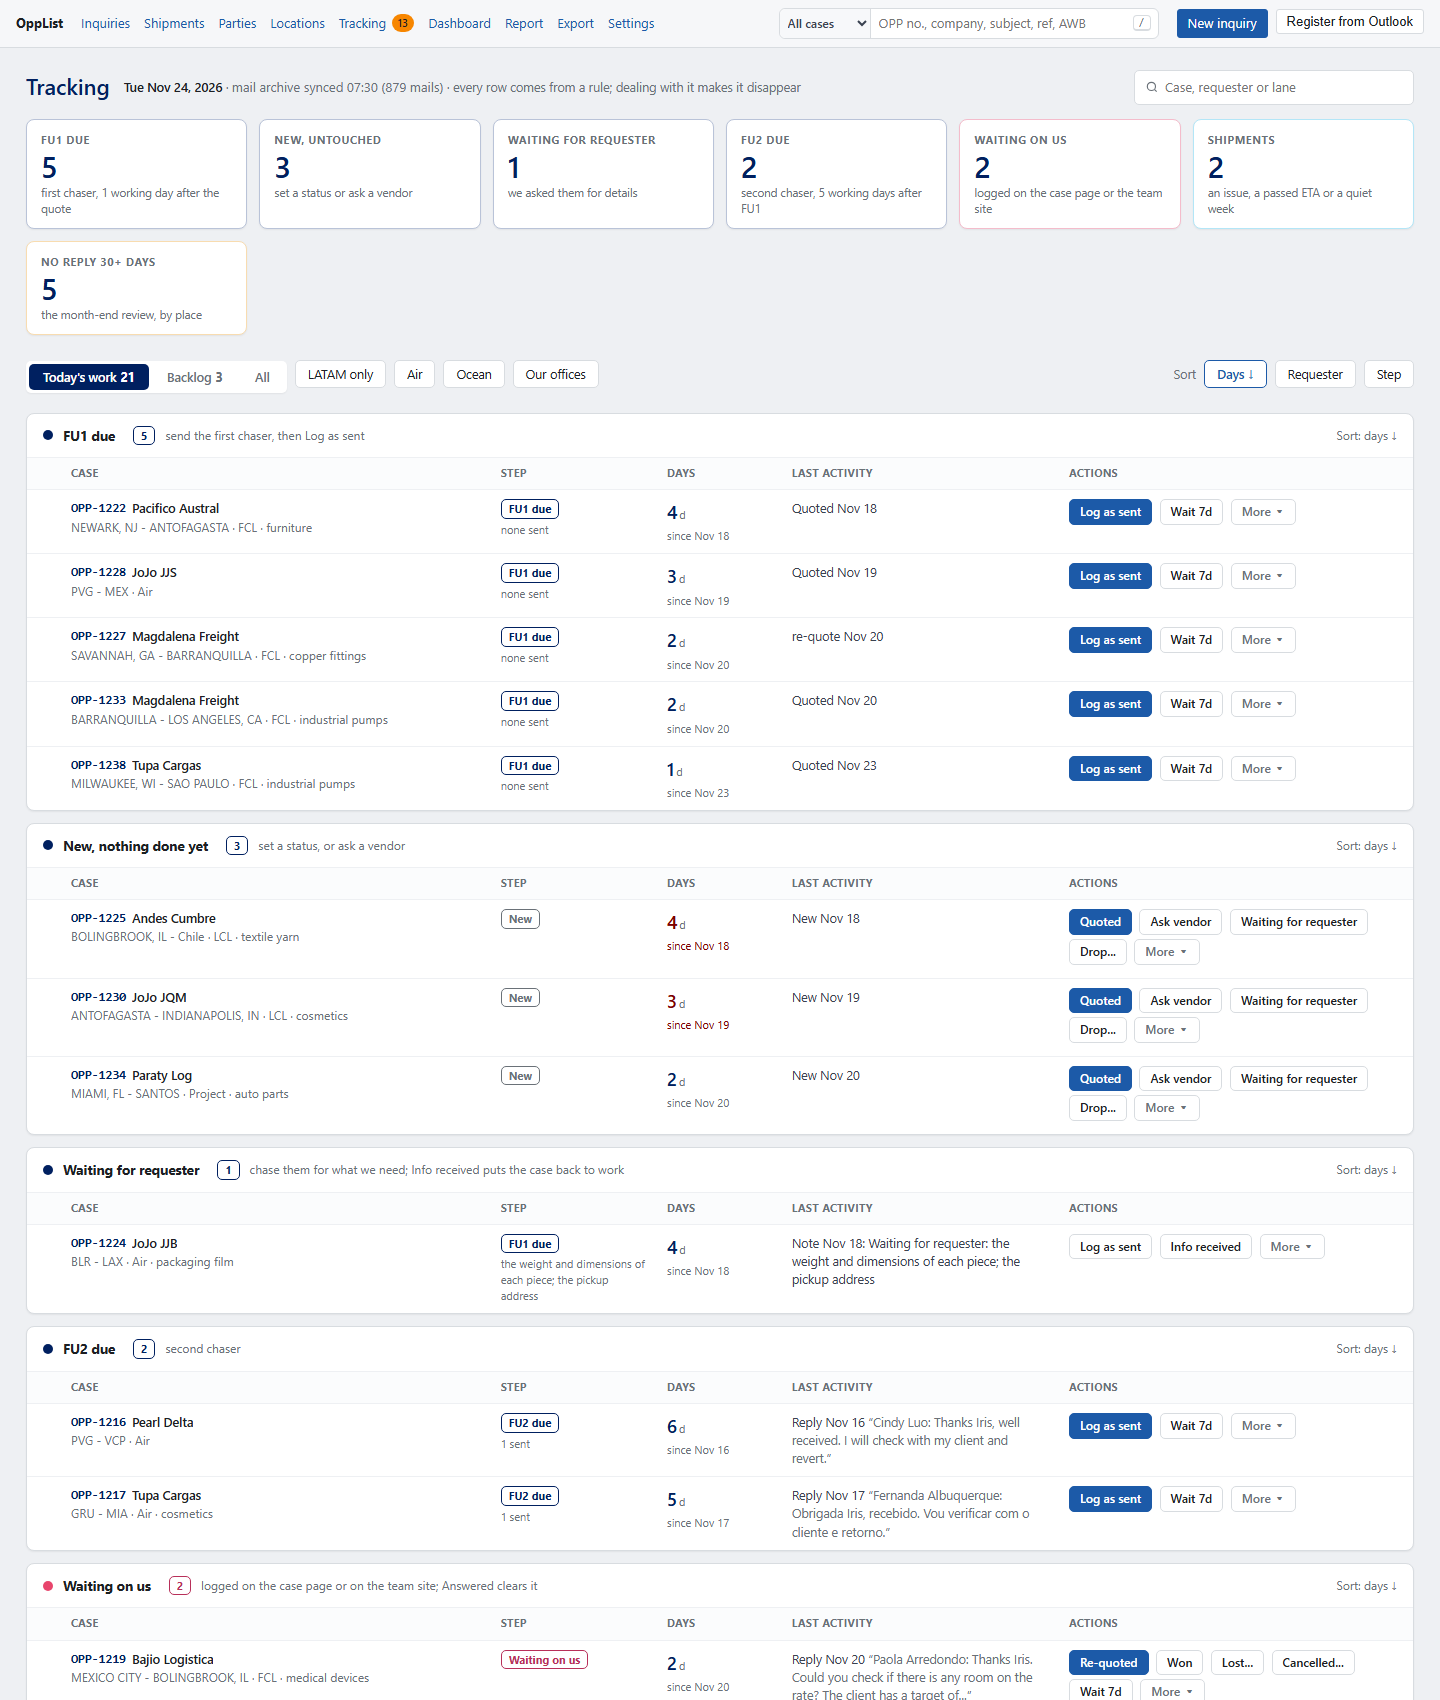 OppList Inquiries Shipments Parties Locations Tracking 13 Dashboard Report Export Settings All cases OPP no., company, subject, ref, AWB / New inquiry Register from Outlook
Tracking Tue Nov 24, 2026 · mail archive synced 07:30 (879 mails) · every row comes from a rule; dealing with it makes it disappear Case, requester or lane
FU1 DUE
5
first chaser, 1 working day after the
quote
NEW, UNTOUCHED
3
set a status or ask a vendor
WAITING FOR REQUESTER
1
we asked them for details
FU2 DUE
2
second chaser, 5 working days after
FU1
WAITING ON US
2
logged on the case page or the team
site
SHIPMENTS
2
an issue, a passed ETA or a quiet
week
NO REPLY 30+ DAYS
5
the month-end review, by place
Today's work 21 Backlog 3 All LATAM only Air Ocean Our offices Sort Days ↓ Requester Step
FU1 due 5 send the first chaser, then Log as sent Sort: days ↓
CASE STEP DAYS LAST ACTIVITY ACTIONS
OPP-1222 Pacifico Austral FU1 due 4 d Quoted Nov 18 Log as sent Wait 7d More
NEWARK, NJ - ANTOFAGASTA · FCL · furniture none sent since Nov 18
OPP-1228 JoJo JJS FU1 due 3 d Quoted Nov 19 Log as sent Wait 7d More
PVG - MEX · Air none sent since Nov 19
OPP-1227 Magdalena Freight FU1 due 2 d re-quote Nov 20 Log as sent Wait 7d More
SAVANNAH, GA - BARRANQUILLA · FCL · copper fittings none sent since Nov 20
OPP-1233 Magdalena Freight FU1 due 2 d Quoted Nov 20 Log as sent Wait 7d More
BARRANQUILLA - LOS ANGELES, CA · FCL · industrial pumps none sent since Nov 20
OPP-1238 Tupa Cargas FU1 due 1 d Quoted Nov 23 Log as sent Wait 7d More
MILWAUKEE, WI - SAO PAULO · FCL · industrial pumps none sent since Nov 23
New, nothing done yet 3 set a status, or ask a vendor Sort: days ↓
CASE STEP DAYS LAST ACTIVITY ACTIONS
OPP-1225 Andes Cumbre New 4 d New Nov 18 Quoted Ask vendor Waiting for requester
BOLINGBROOK, IL - Chile · LCL · textile yarn since Nov 18 Drop... More
OPP-1230 JoJo JQM New 3 d New Nov 19 Quoted Ask vendor Waiting for requester
ANTOFAGASTA - INDIANAPOLIS, IN · LCL · cosmetics since Nov 19 Drop... More
OPP-1234 Paraty Log New 2 d New Nov 20 Quoted Ask vendor Waiting for requester
MIAMI, FL - SANTOS · Project · auto parts since Nov 20 Drop... More
Waiting for requester 1 chase them for what we need; Info received puts the case back to work Sort: days ↓
CASE STEP DAYS LAST ACTIVITY ACTIONS
OPP-1224 JoJo JJB FU1 due 4 d Note Nov 18: Waiting for requester: the Log as sent Info received More
BLR - LAX · Air · packaging film the weight and dimensions of since Nov 18 weight and dimensions of each piece; the
each piece; the pickup pickup address
address
FU2 due 2 second chaser Sort: days ↓
CASE STEP DAYS LAST ACTIVITY ACTIONS
OPP-1216 Pearl Delta FU2 due 6 d Reply Nov 16 “Cindy Luo: Thanks Iris, well Log as sent Wait 7d More
PVG - VCP · Air 1 sent since Nov 16 received. I will check with my client and
revert.”
OPP-1217 Tupa Cargas FU2 due 5 d Reply Nov 17 “Fernanda Albuquerque: Log as sent Wait 7d More
GRU - MIA · Air · cosmetics 1 sent since Nov 17 Obrigada Iris, recebido. Vou verificar com o
cliente e retorno.”
Waiting on us 2 logged on the case page or on the team site; Answered clears it Sort: days ↓
CASE STEP DAYS LAST ACTIVITY ACTIONS
OPP-1219 Bajio Logistica Waiting on us 2 d Reply Nov 20 “Paola Arredondo: Thanks Iris. Re-quoted Won Lost... Cancelled...
MEXICO CITY - BOLINGBROOK, IL · FCL · medical devices since Nov 20 Could you check if there is any room on the
rate? The client has a target of...” Wait 7d More